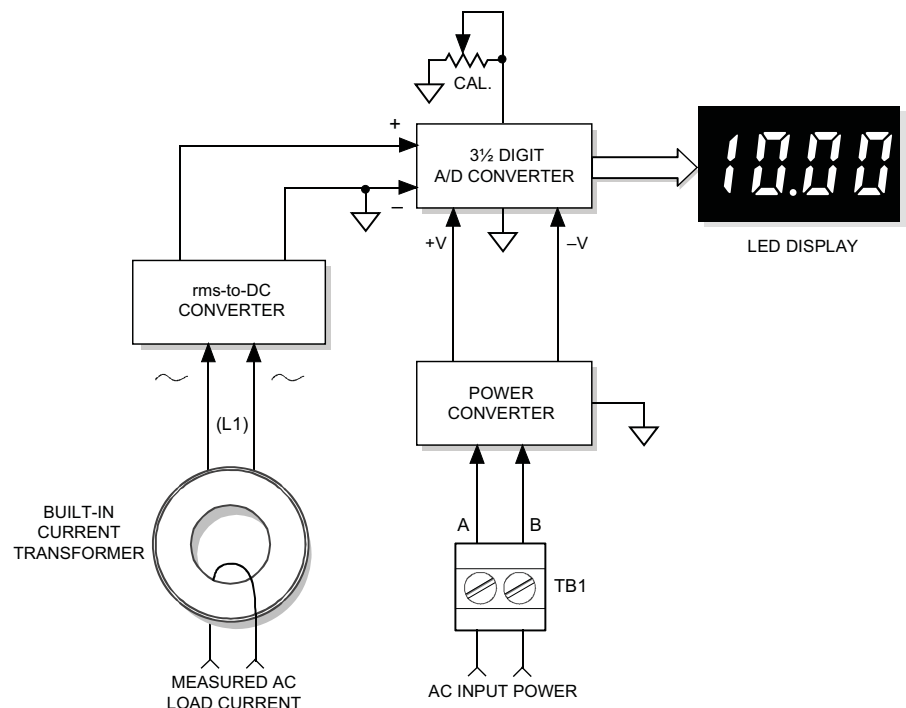 CAL.
+
3½ DIGIT
A/D CONVERTER
–
10.00
LED DISPLAY
+V
–V
rms-to-DC
CONVERTER
POWER
CONVERTER
(L1)
BUILT-IN
CURRENT
TRANSFORMER
A
B
TB1
MEASURED AC
LOAD CURRENT
AC INPUT POWER